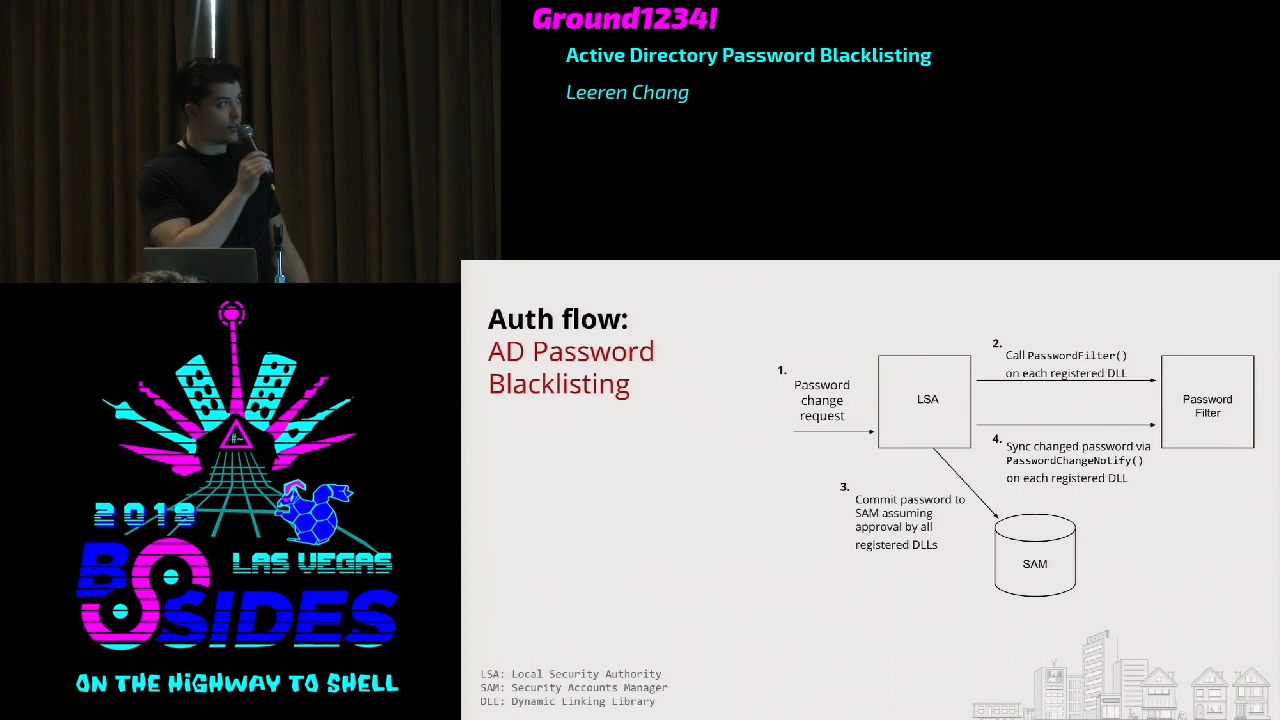 Ground1234!
Active Directory Password Blacklisting
Leeren Chang
Auth flow:
AD Password
Blacklisting
1.
Password
change
request
LSA
2.
Call PasswordFilter()
on each registered DLL
Password
Filter
4.
Sync changed password via
PasswordChangeNotify()
on each registered DLL
3.
Commit password to
SAM assuming
approval by all
registered DLLs
SAM
LSA: Local Security Authority
SAM: Security Accounts Manager
DLL: Dynamic Linking Library
#~
2019
LAS VEGAS
BSIDES
ON THE HIGHWAY TO SHELL